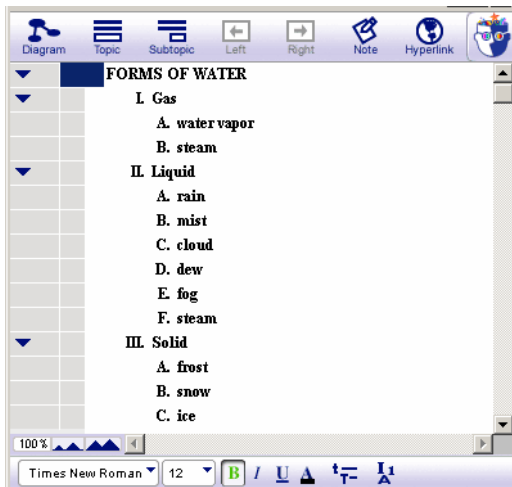 Diagram Topic Subtopic Left Right Note Hyperlink
FORMS OF WATER
I. Gas
A. water vapor
B. steam
II. Liquid
A. rain
B. mist
C. cloud
D. dew
E. fog
F. steam
III. Solid
A. frost
B. snow
C. ice
100%
Times New Roman 12 B I U A